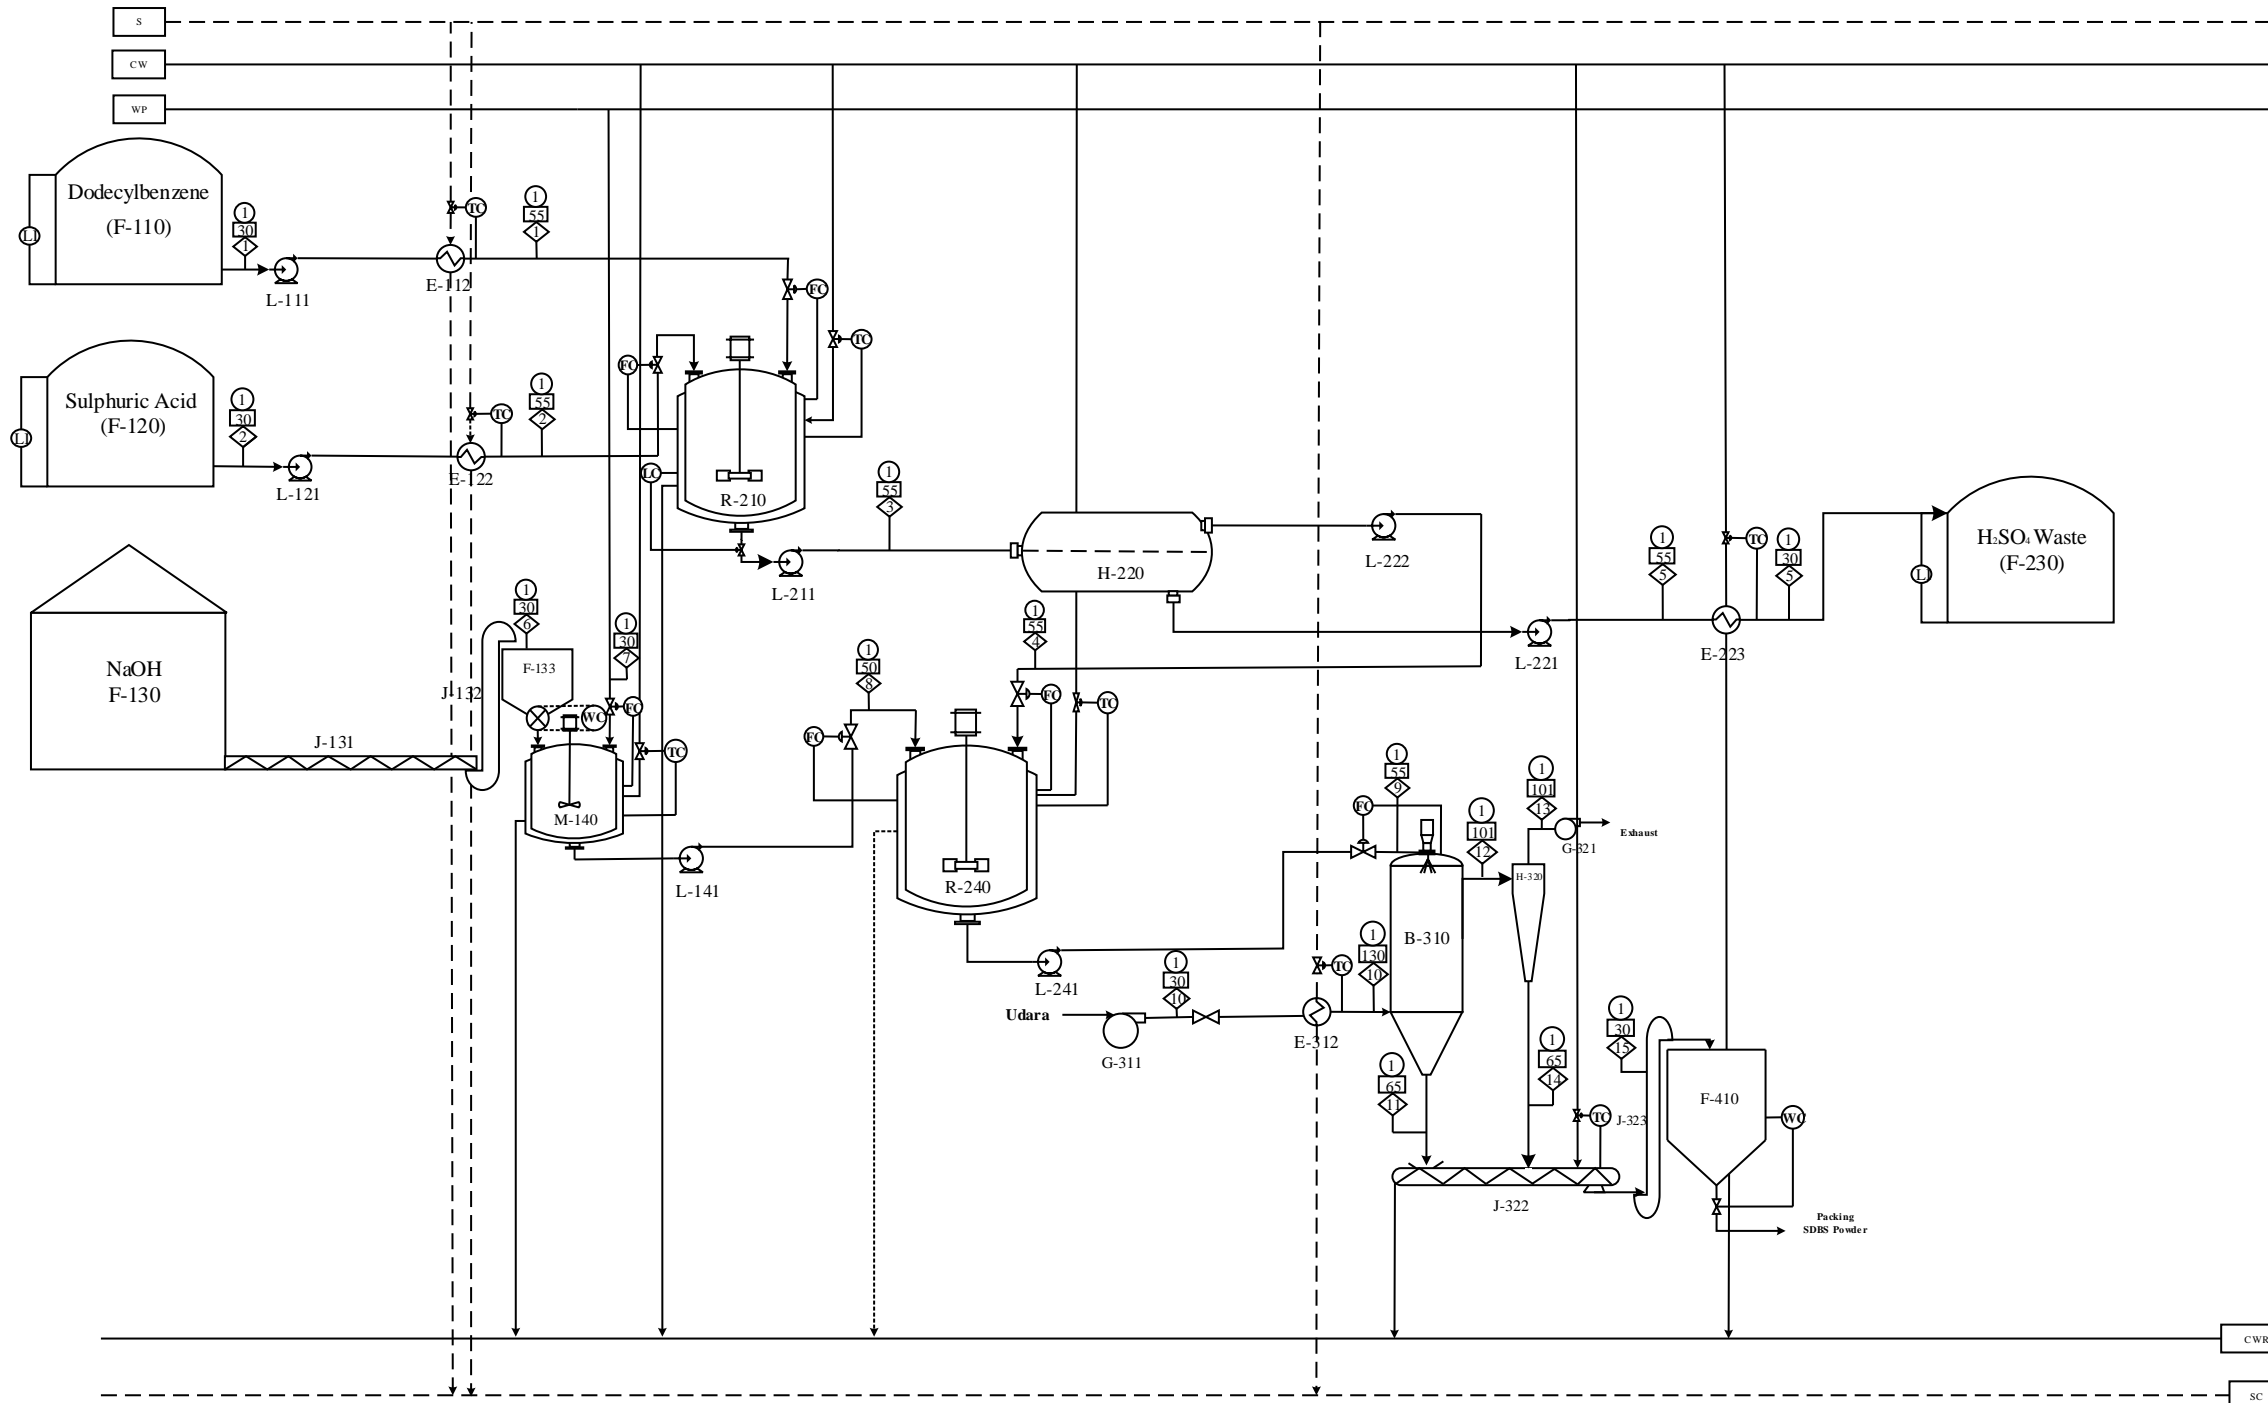 S
CW
WP
Dodecylbenzene
(F-110)
LI
1
30
1
L-111
TC
E-112
1
55
1
FC
TC
Sulphuric Acid
(F-120)
LI
1
30
2
L-121
TC
E-122
1
55
2
FC
LC
R-210
L-211
1
55
3
H-220
L-222
1
55
4
L-221
1
55
5
TC
1
30
5
E-223
H₂SO₄ Waste
(F-230)
LI
NaOH
F-130
J-131
J-132
1
30
6
F-133
WC
1
30
7
FC
TC
M-140
L-141
1
50
8
FC
FC
TC
R-240
L-241
Udara
G-311
1
30
10
TC
E-312
1
130
10
FC
1
55
9
B-310
1
101
12
H-320
1
101
13
G-321
Exhaust
1
65
11
1
65
14
TC
J-322
J-323
1
30
15
F-410
WC
Packing
SDBS Powder
CWR
SC